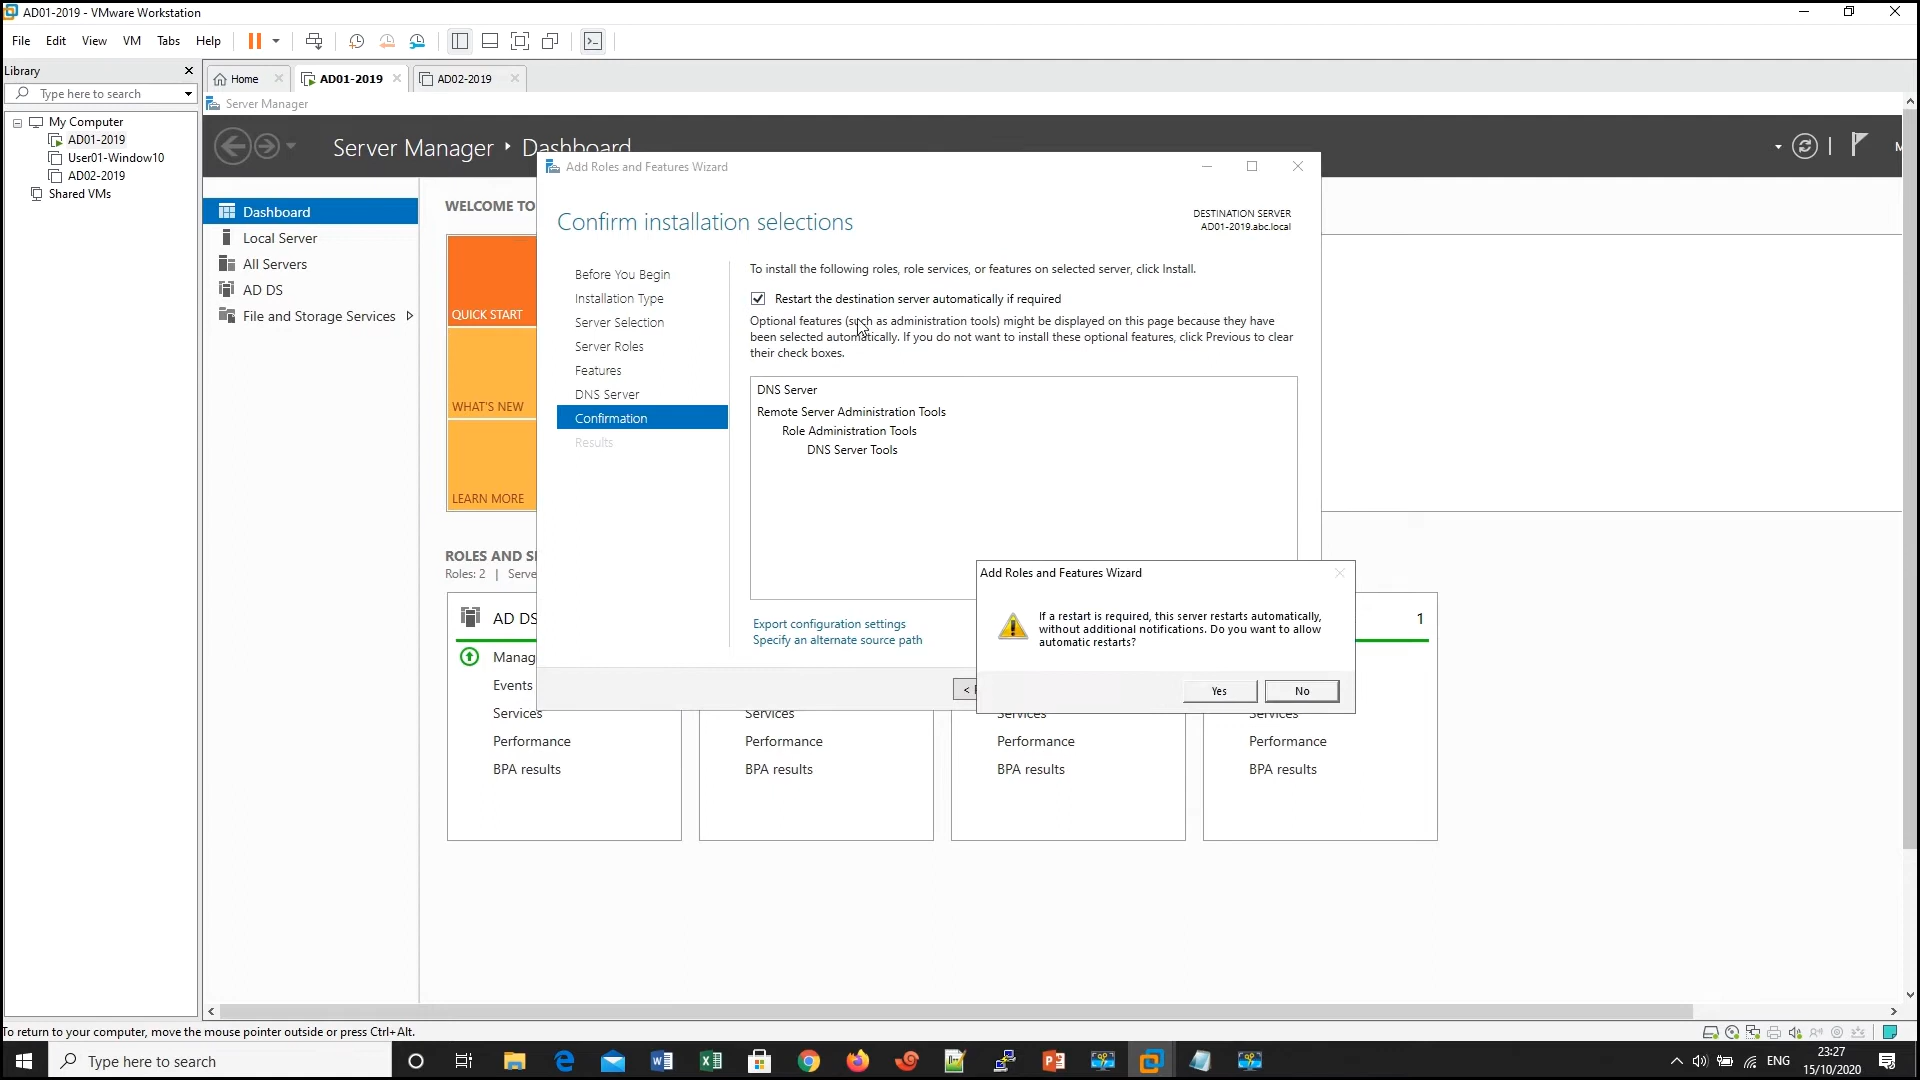 AD01-2019 - VMware Workstation
File Edit View VM Tabs Help
Library
Type here to search
My Computer
AD01-2019
User01-Window10
AD02-2019
Shared VMs
Home
AD01-2019
AD02-2019
Server Manager
Server Manager
Dashboard
M
Dashboard
Local Server
All Servers
AD DS
File and Storage Services
WELCOME TO
QUICK START
WHAT'S NEW
LEARN MORE
ROLES AND SE
Roles: 2 | Serve
AD DS
Manag
Events
Services
Performance
BPA results
Services
Performance
BPA results
Services
Performance
BPA results
1
Services
Performance
BPA results
Add Roles and Features Wizard
Confirm installation selections
DESTINATION SERVER
AD01-2019.abc.local
Before You Begin
Installation Type
Server Selection
Server Roles
Features
DNS Server
Confirmation
Results
To install the following roles, role services, or features on selected server, click Install.
Restart the destination server automatically if required
Optional features (such as administration tools) might be displayed on this page because they have
been selected automatically. If you do not want to install these optional features, click Previous to clear
their check boxes.
DNS Server
Remote Server Administration Tools
Role Administration Tools
DNS Server Tools
Export configuration settings
Specify an alternate source path
<
Add Roles and Features Wizard
If a restart is required, this server restarts automatically,
without additional notifications. Do you want to allow
automatic restarts?
Yes
No
To return to your computer, move the mouse pointer outside or press Ctrl+Alt.
Type here to search
ENG
23:27
15/10/2020